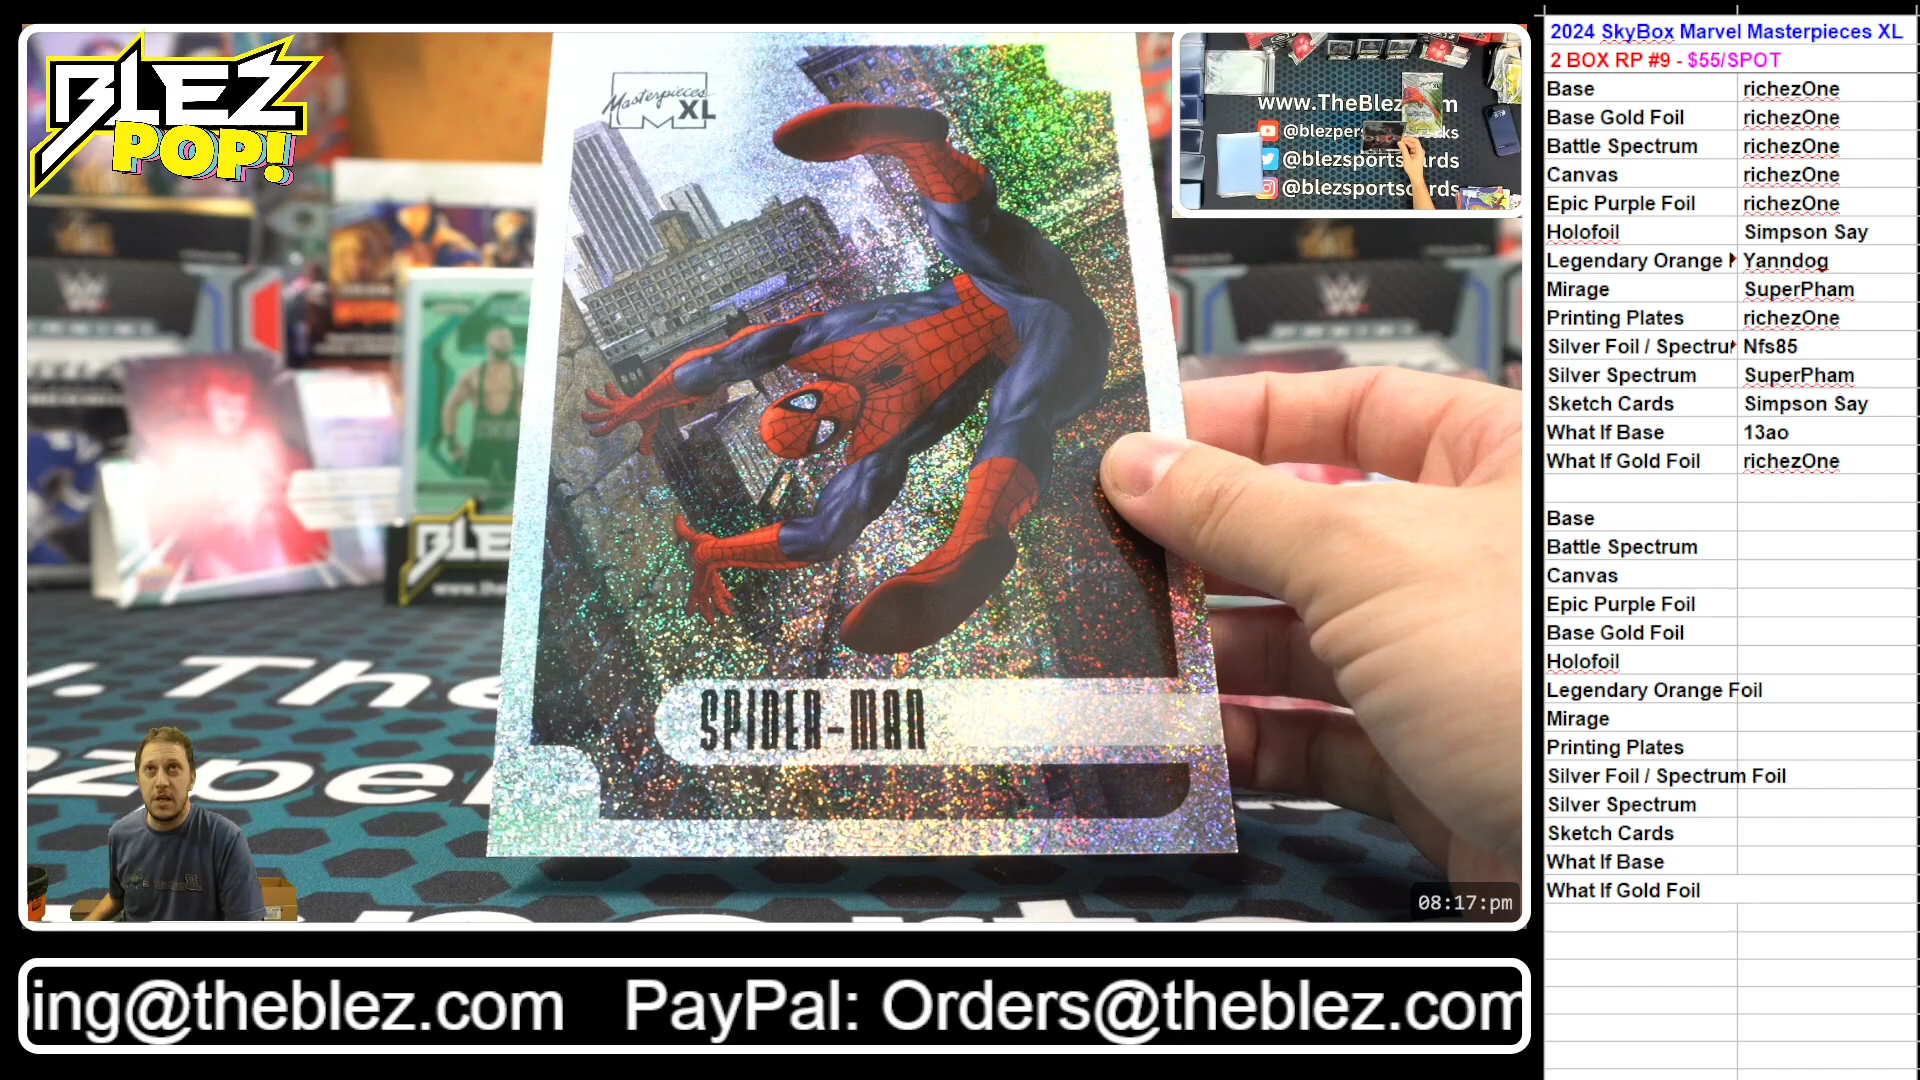 BLEZ
POP!
Masterpieces
XL
SPIDER-MAN
www.TheBlez
@blezper
@blezsportscards
@blezsportscards
BLE
08:17:pm
ing@theblez.com PayPal: Orders@theblez.com
2024 SkyBox Marvel Masterpieces XL
2 BOX RP #9 - $55/SPOT
Base richezOne
Base Gold Foil richezOne
Battle Spectrum richezOne
Canvas richezOne
Epic Purple Foil richezOne
Holofoil Simpson Say
Legendary Orange Yanndog
Mirage SuperPham
Printing Plates richezOne
Silver Foil / Spectru Nfs85
Silver Spectrum SuperPham
Sketch Cards Simpson Say
What If Base 13ao
What If Gold Foil richezOne
Base
Battle Spectrum
Canvas
Epic Purple Foil
Base Gold Foil
Holofoil
Legendary Orange Foil
Mirage
Printing Plates
Silver Foil / Spectrum Foil
Silver Spectrum
Sketch Cards
What If Base
What If Gold Foil